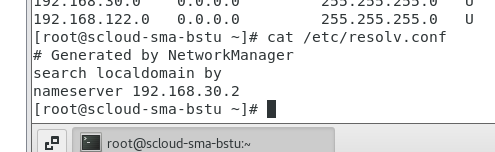 192.168.30.0    0.0.0.0         255.255.255.0   U
192.168.122.0   0.0.0.0         255.255.255.0   U
[root@scloud-sma-bstu ~]# cat /etc/resolv.conf
# Generated by NetworkManager
search localdomain by
nameserver 192.168.30.2
[root@scloud-sma-bstu ~]#
root@scloud-sma-bstu:~